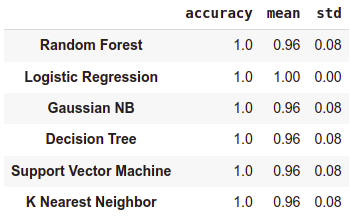 accuracy mean std
Random Forest 1.0 0.96 0.08
Logistic Regression 1.0 1.00 0.00
Gaussian NB 1.0 0.96 0.08
Decision Tree 1.0 0.96 0.08
Support Vector Machine 1.0 0.96 0.08
K Nearest Neighbor 1.0 0.96 0.08